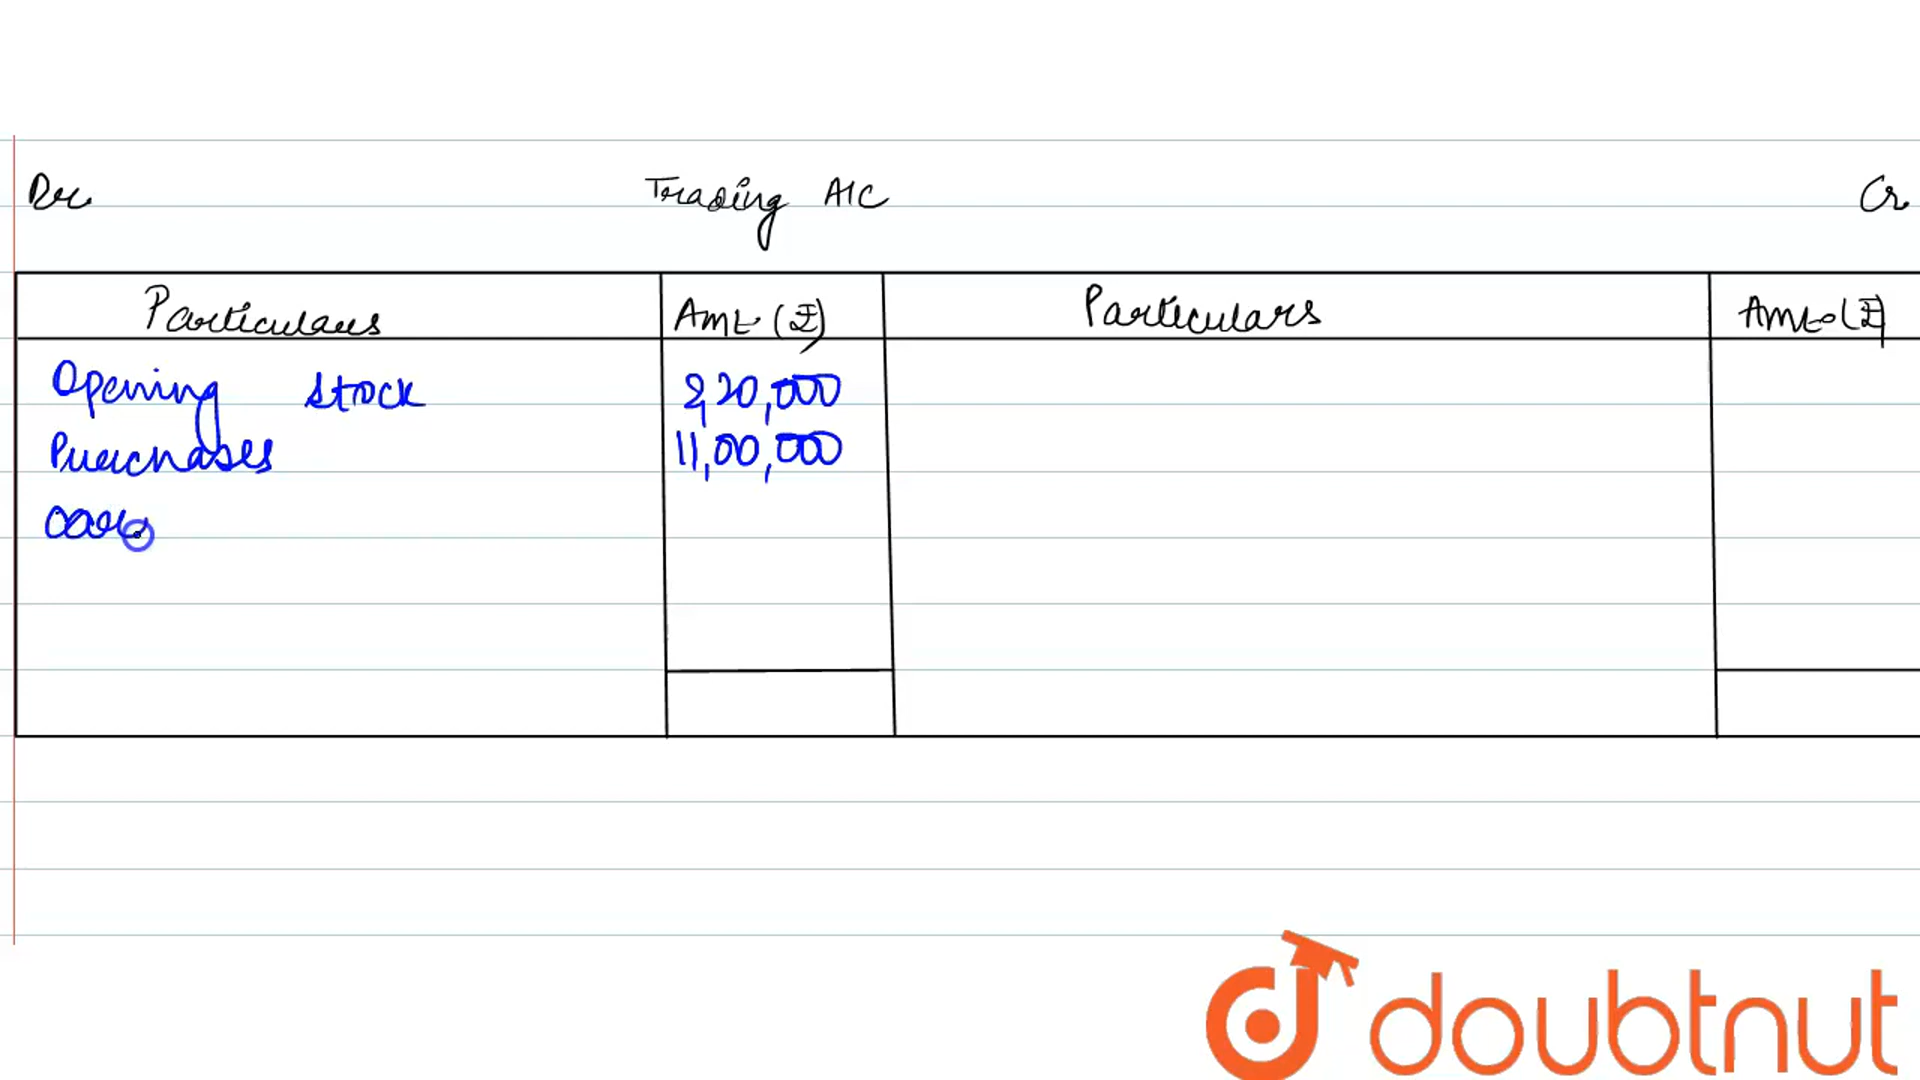 Dr. Trading A/C Cr.
Particulars Amt (₹) Particulars Amt. (₹)
Opening stock 2,20,000
Purchases 11,00,000
doubtnut